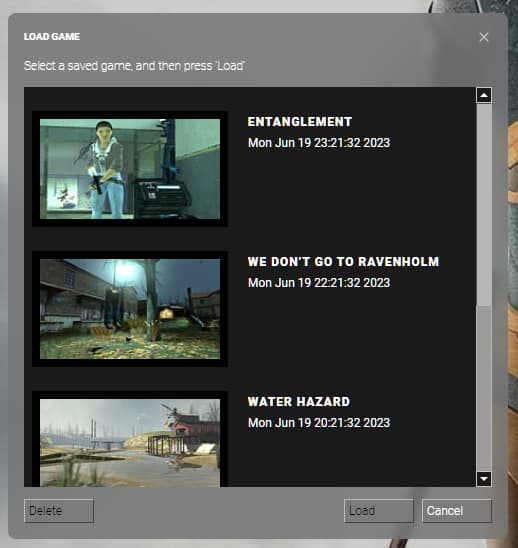 LOAD GAME
Select a saved game, and then press 'Load'
ENTANGLEMENT
Mon Jun 19 23:21:32 2023
WE DON'T GO TO RAVENHOLM
Mon Jun 19 22:21:32 2023
WATER HAZARD
Mon Jun 19 20:21:32 2023
Delete
Load
Cancel